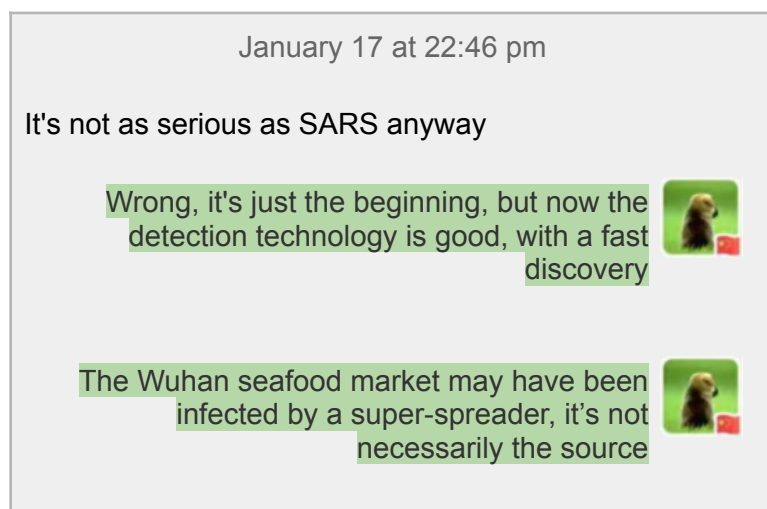 January 17 at 22:46 pm
It's not as serious as SARS anyway
Wrong, it's just the beginning, but now the
detection technology is good, with a fast
discovery
The Wuhan seafood market may have been
infected by a super-spreader, it’s not
necessarily the source